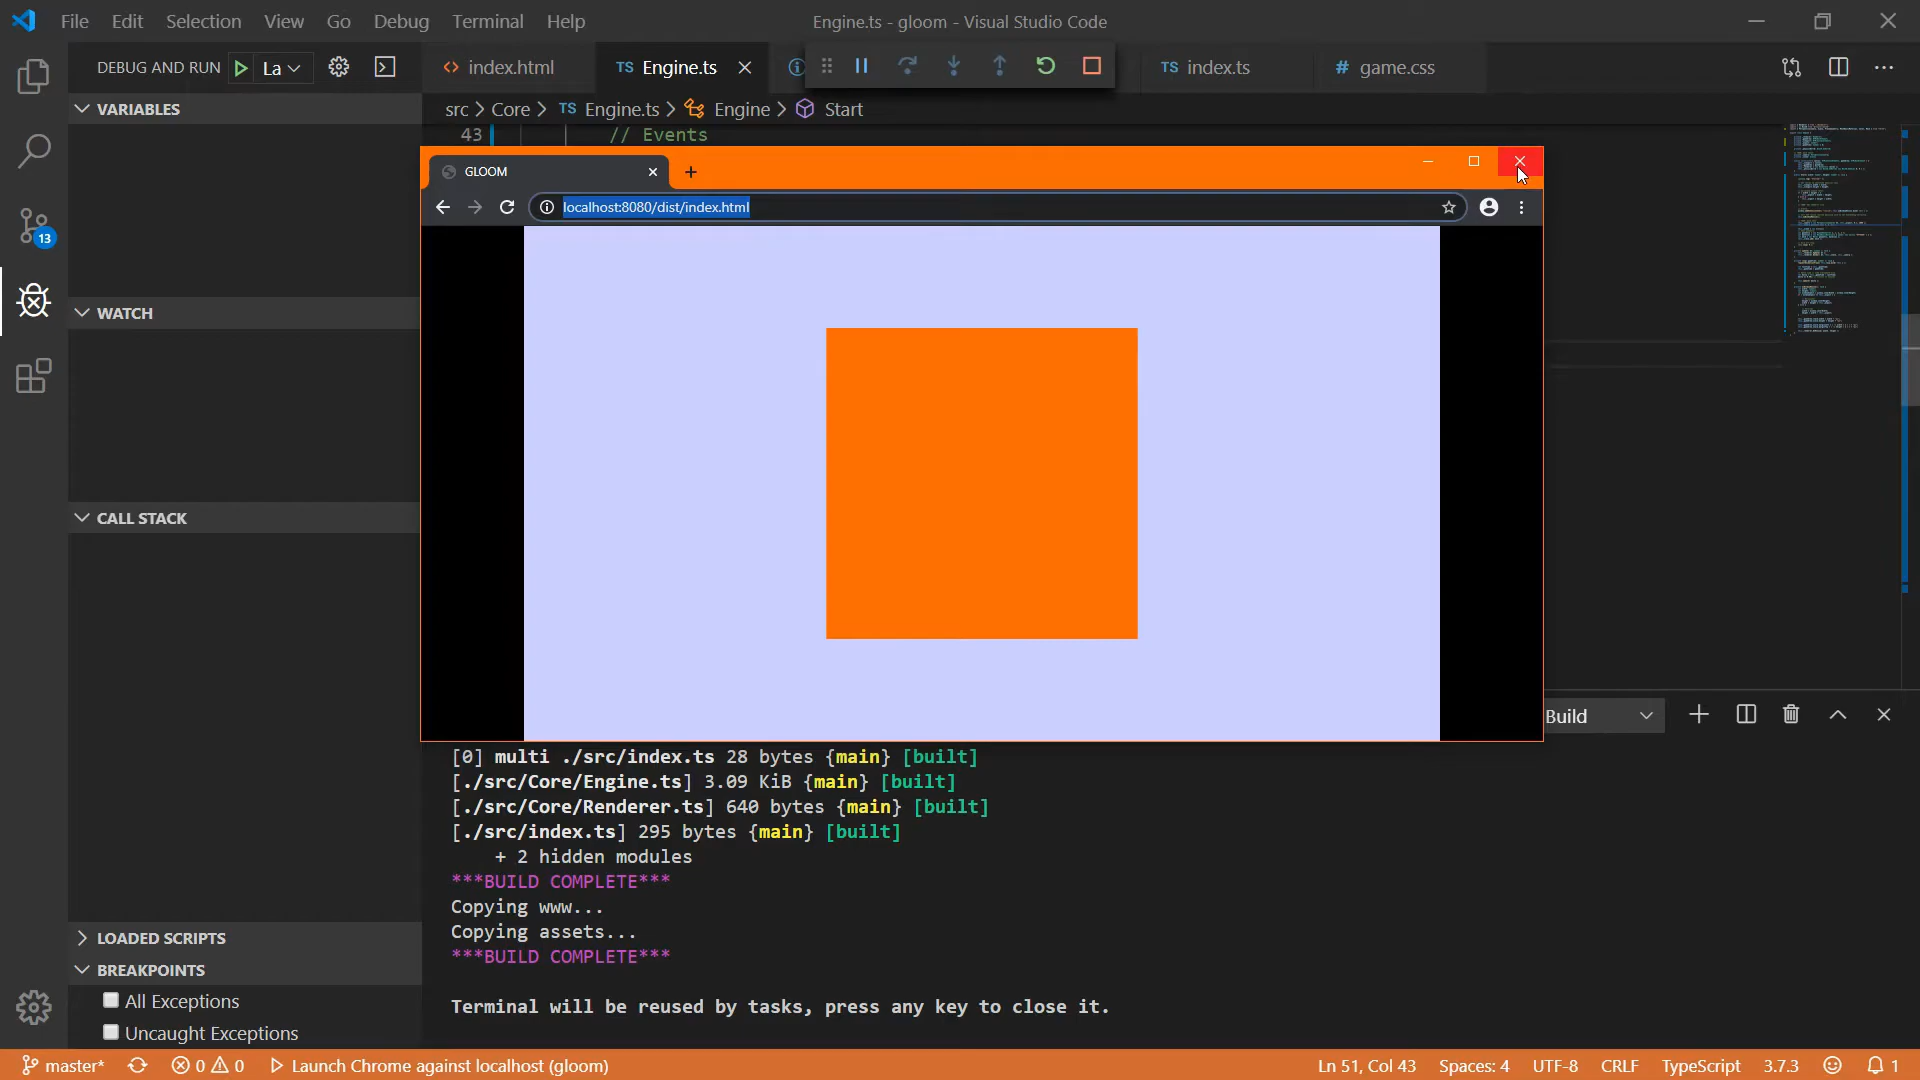 File Edit Selection View Go Debug Terminal Help
Engine.ts - gloom - Visual Studio Code
DEBUG AND RUN La
index.html
TS Engine.ts
TS index.ts
# game.css
VARIABLES
src > Core > TS Engine.ts > Engine > Start
43 // Events
GLOOM
localhost:8080/dist/index.html
13
WATCH
CALL STACK
Build
[0] multi ./src/index.ts 28 bytes {main} [built]
[./src/Core/Engine.ts] 3.09 KiB {main} [built]
[./src/Core/Renderer.ts] 640 bytes {main} [built]
[./src/index.ts] 295 bytes {main} [built]
+ 2 hidden modules
***BUILD COMPLETE***
Copying www...
Copying assets...
***BUILD COMPLETE***
Terminal will be reused by tasks, press any key to close it.
LOADED SCRIPTS
BREAKPOINTS
All Exceptions
Uncaught Exceptions
master* 0 0 Launch Chrome against localhost (gloom)
Ln 51, Col 43 Spaces: 4 UTF-8 CRLF TypeScript 3.7.3 1